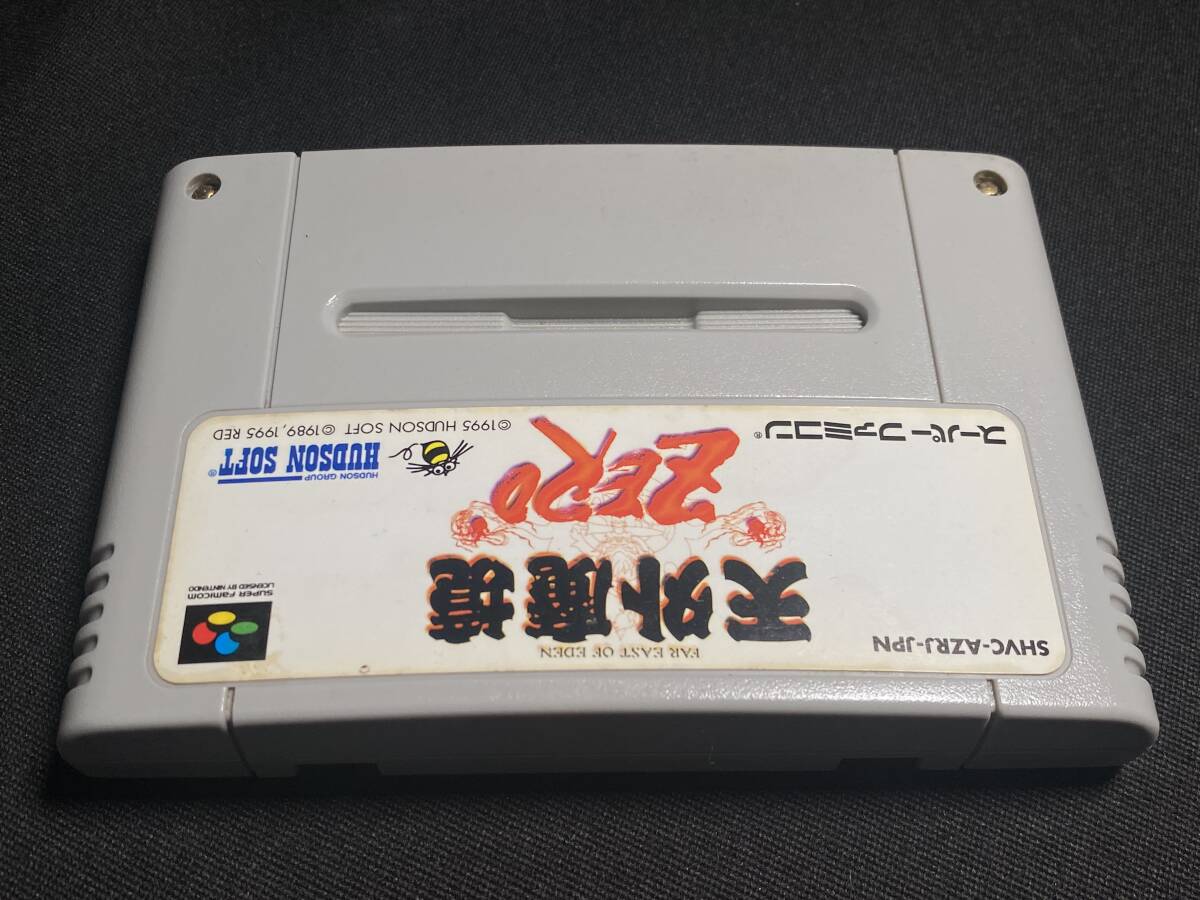 SHVC-AZRJ-JPN
FAR EAST OF EDEN
天外魔境
ZERO
スーパーファミコン®
SUPER FAMICOM
LICENSED BY NINTENDO
HUDSON GROUP
HUDSON SOFT®
©1995 HUDSON SOFT ©1989,1995 RED